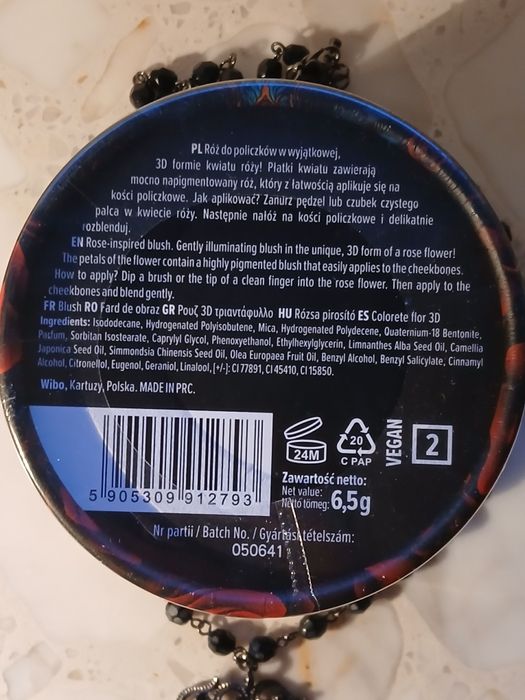 PL Róż do policzków w wyjątkowej,
3D formie kwiatu róży! Płatki kwiatu zawierają
mocno napigmentowany róż, który z łatwością aplikuje się na
kości policzkowe. Jak aplikować? Zanurz pędzel lub czubek czystego
palca w kwiecie róży. Następnie nałóż na kości policzkowe i delikatnie
rozblenduj.
EN Rose-inspired blush. Gently illuminating blush in the unique, 3D form of a rose flower!
The petals of the flower contain a highly pigmented blush that easily applies to the cheekbones.
How to apply? Dip a brush or the tip of a clean finger into the rose flower. Then apply to the
cheekbones and blend gently.
FR Blush RO Fard de obraz GR Ρουζ 3D τριαντάφυλλο HU Rózsa pirosító ES Colorete flor 3D
Ingredients: Isododecane, Hydrogenated Polyisobutene, Mica, Hydrogenated Polydecene, Quaternium-18 Bentonite,
Parfum, Sorbitan Isostearate, Caprylyl Glycol, Phenoxyethanol, Ethylhexylglycerin, Limnanthes Alba Seed Oil, Camellia
Japonica Seed Oil, Simmondsia Chinensis Seed Oil, Olea Europaea Fruit Oil, Benzyl Alcohol, Benzyl Salicylate, Cinnamyl
Alcohol, Citronellol, Eugenol, Geraniol, Linalool, [+/-]: CI 77891, CI 45410, CI 15850.
Wibo, Kartuzy, Polska. MADE IN PRC.
5 905309 912793
24M
20
C PAP
VEGAN
2
Zawartość netto:
Net value:
Nettó tömeg: 6,5g
Nr partii / Batch No. / Gyártási tételszám:
050641